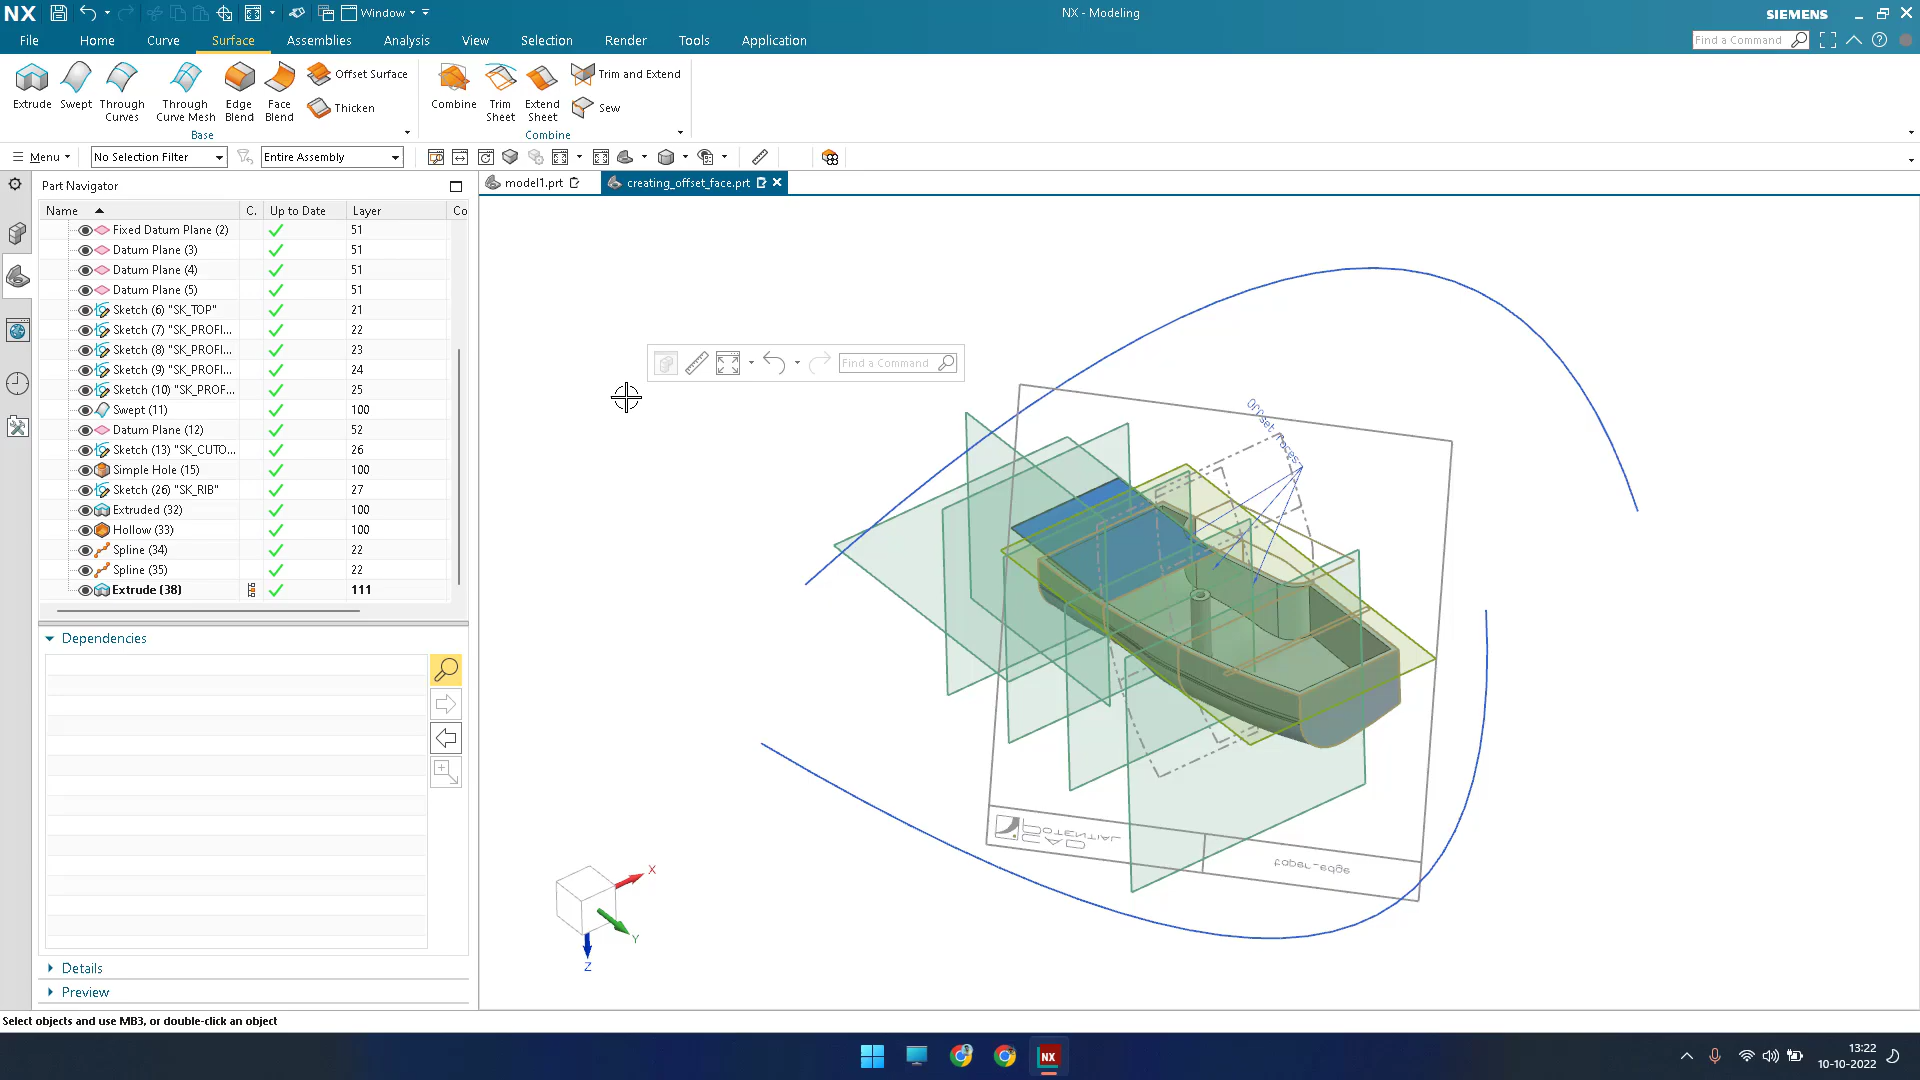 NX Window NX - Modeling SIEMENS
File Home Curve Surface Assemblies Analysis View Selection Render Tools Application Find a Command
Extrude Swept Through Curves Through Curve Mesh Edge Blend Face Blend Offset Surface Thicken Combine Trim Sheet Extend Sheet Trim and Extend Sew
Base Combine
Menu No Selection Filter Entire Assembly
Part Navigator model1.prt creating_offset_face.prt
Name C. Up to Date Layer Co
Fixed Datum Plane (2) 51
Datum Plane (3) 51
Datum Plane (4) 51
Datum Plane (5) 51
Sketch (6) "SK_TOP" 21
Sketch (7) "SK_PROFI... 22
Sketch (8) "SK_PROFI... 23
Sketch (9) "SK_PROFI... 24
Sketch (10) "SK_PROF... 25
Swept (11) 100
Datum Plane (12) 52
Sketch (13) "SK_CUTO... 26
Simple Hole (15) 100
Sketch (26) "SK_RIB" 27
Extruded (32) 100
Hollow (33) 100
Spline (34) 22
Spline (35) 22
Extrude (38) 111
Find a Command
Offset faces
POTENTIAL
CAD
taper-edge
X
Y
Z
Dependencies
Details
Preview
Select objects and use MB3, or double-click an object
NX
13:22
10-10-2022